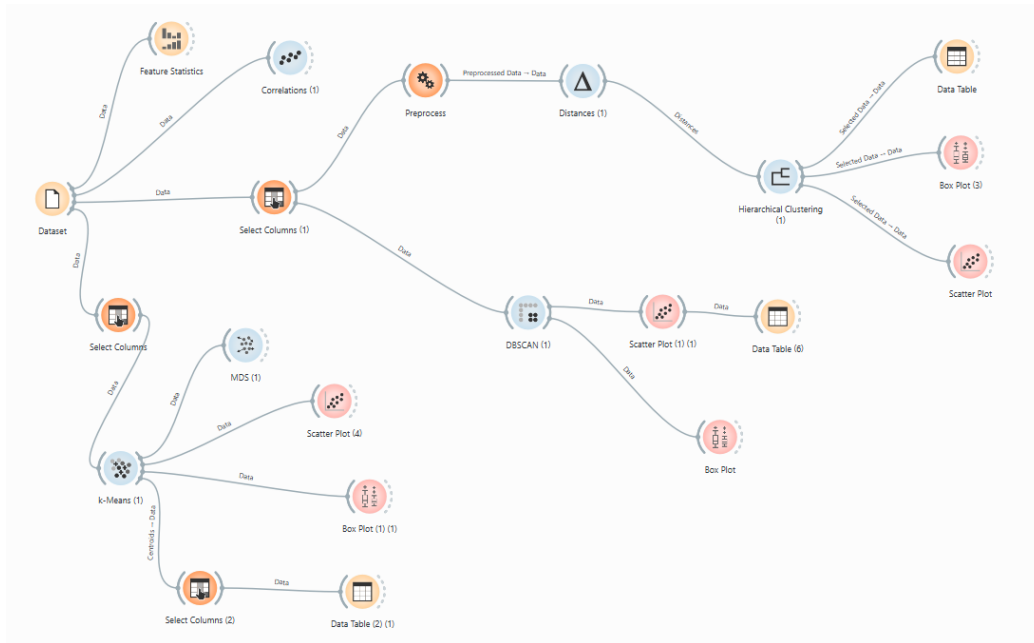 Feature Statistics
Data
Correlations (1)
Data
Dataset
Data
Select Columns (1)
Data
Preprocess
Preprocessed Data → Data
Distances (1)
Distances
Hierarchical Clustering
(1)
Selected Data → Data
Data Table
Selected Data → Data
Box Plot (3)
Selected Data → Data
Scatter Plot
Data
DBSCAN (1)
Data
Scatter Plot (1) (1)
Data
Data Table (6)
Data
Box Plot
Data
Select Columns
Data
k-Means (1)
Data
MDS (1)
Data
Scatter Plot (4)
Data
Box Plot (1) (1)
Centroids → Data
Select Columns (2)
Data
Data Table (2) (1)